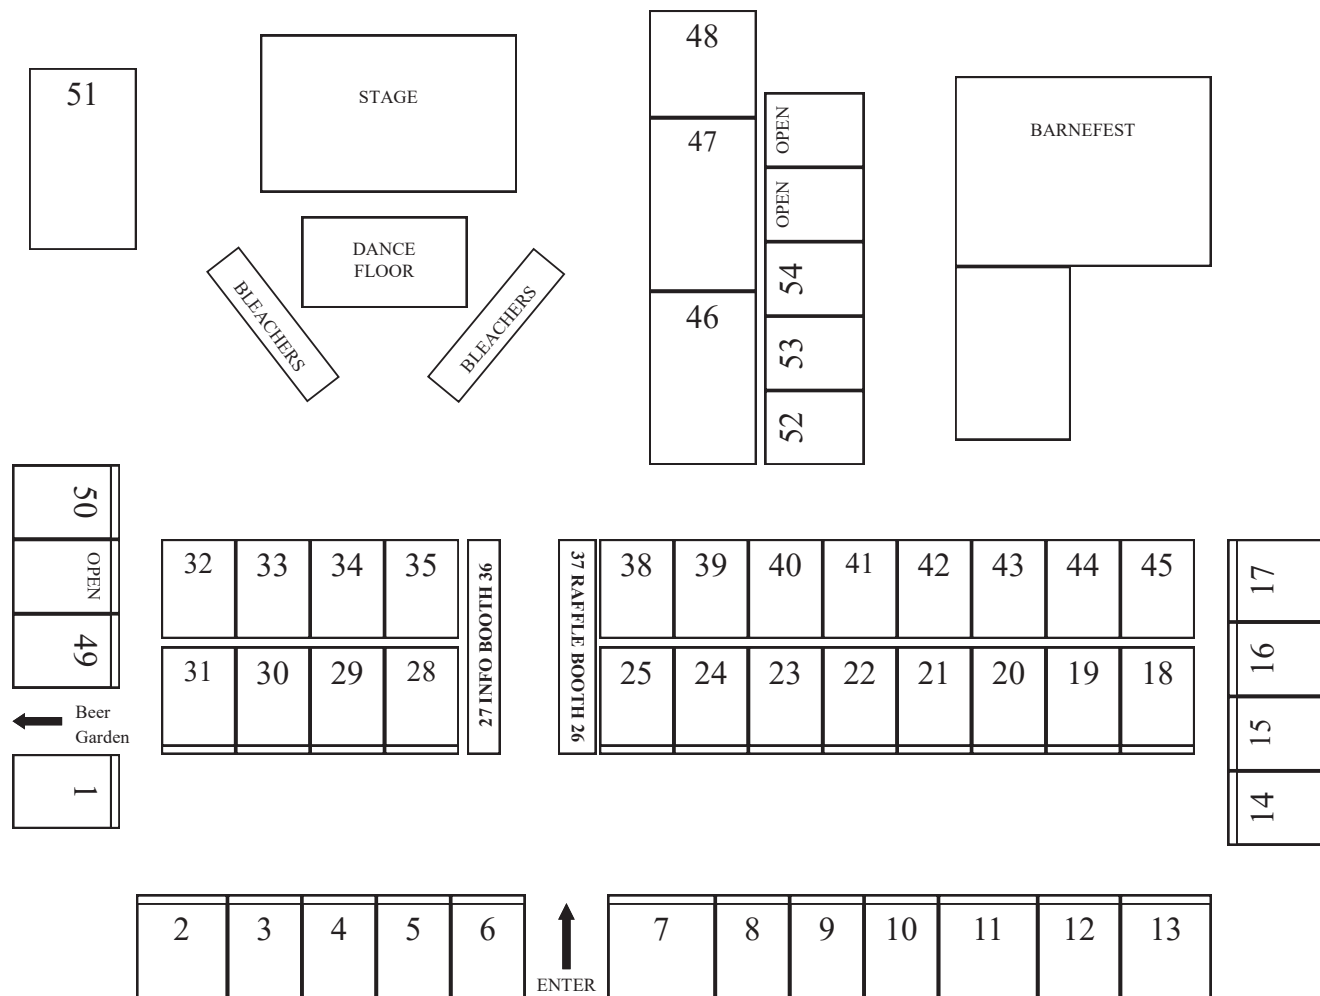 48
51
STAGE
OPEN
BARNEFEST
47
OPEN
DANCE
FLOOR
54
BLEACHERS
BLEACHERS
46
53
52
50
OPEN
49
32 33 34 35
27 INFO BOOTH 36
37 RAFFLE BOOTH 26
38 39 40 41 42 43 44 45
17
31 30 29 28
25 24 23 22 21 20 19 18
16
Beer
Garden
15
1
14
2 3 4 5 6
7 8 9 10 11 12 13
ENTER